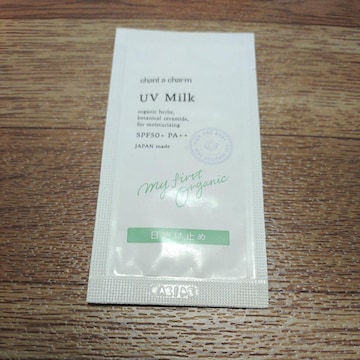 chant a charm
UV Milk
organic herbs,
botanical ceramide,
for moisturizing
SPF50+ PA++
JAPAN made
my first
organic
日焼け止め